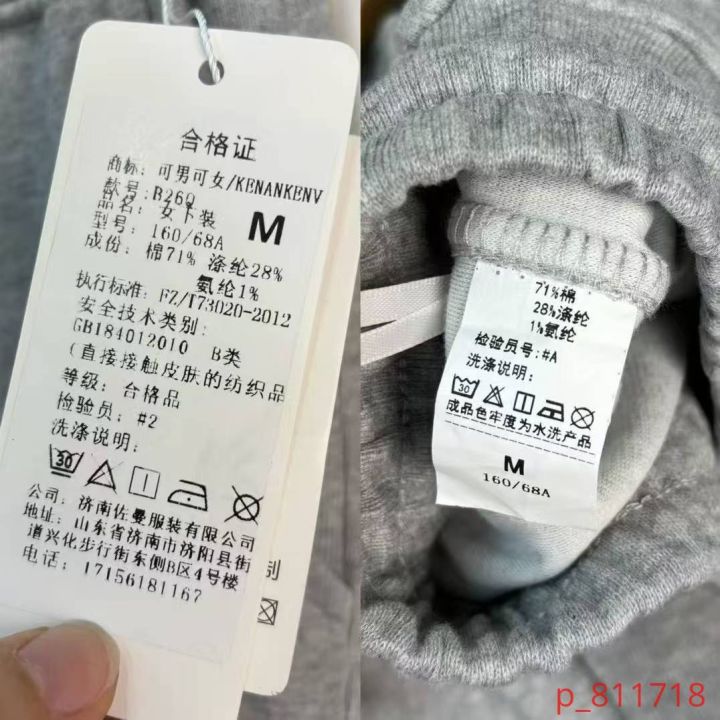 合格证
商标: 可男可女/KENANKENV
款号: B26Q
品名: 女卫裝
型号: 160/68A
M
成份: 棉71% 涤纶28%
氨纶1%
执行标准: FZ/T73020-2012
安全技术类别:
GB184012010 B类
(直接接触皮肤的纺织品
等级: 合格品
检验员: #2
洗涤说明:
30
公司: 济南佐曼服装有限公司
地址: 山东省济南市济阳县街
道兴化步行街东侧B区4号楼
电话: 17156181167
制
71%棉
28%涤纶
1%氨纶
检验员号: #A
洗涤说明:
30
成品色牢度为水洗产品
M
160/68A
p_811718